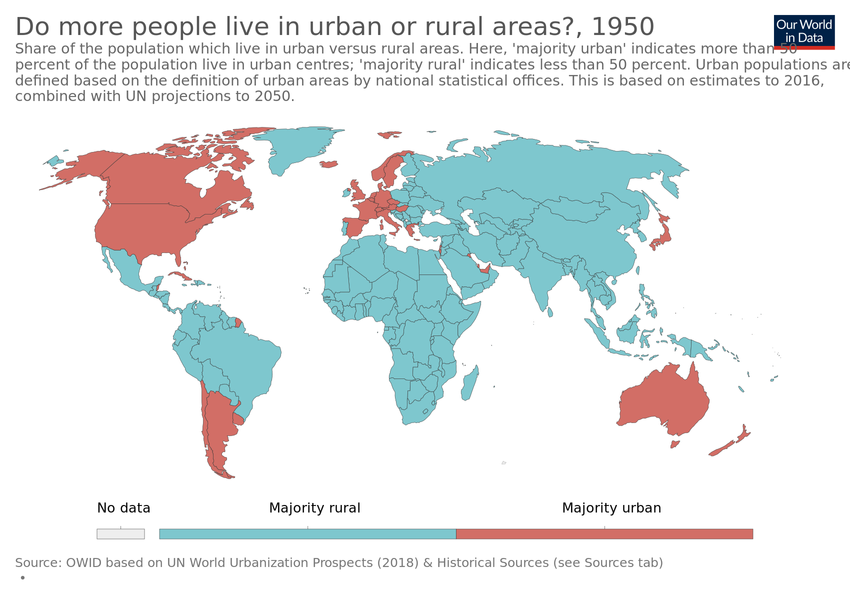 Do more people live in urban or rural areas?, 1950
Our World
in Data
Share of the population which live in urban versus rural areas. Here, 'majority urban' indicates more than 50
percent of the population live in urban centres; 'majority rural' indicates less than 50 percent. Urban populations are
defined based on the definition of urban areas by national statistical offices. This is based on estimates to 2016,
combined with UN projections to 2050.
No data
Majority rural
Majority urban
Source: OWID based on UN World Urbanization Prospects (2018) & Historical Sources (see Sources tab)
•